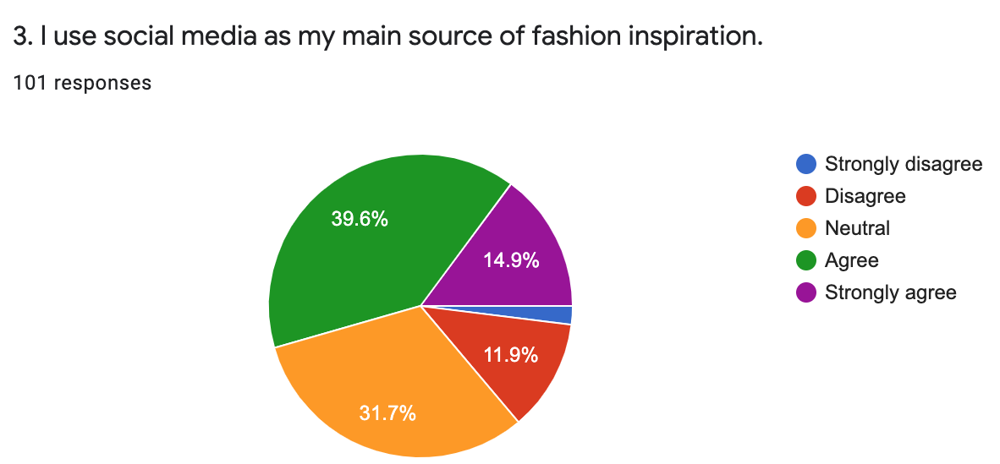 3. I use social media as my main source of fashion inspiration.
101 responses
39.6%
14.9%
11.9%
31.7%
Strongly disagree
Disagree
Neutral
Agree
Strongly agree